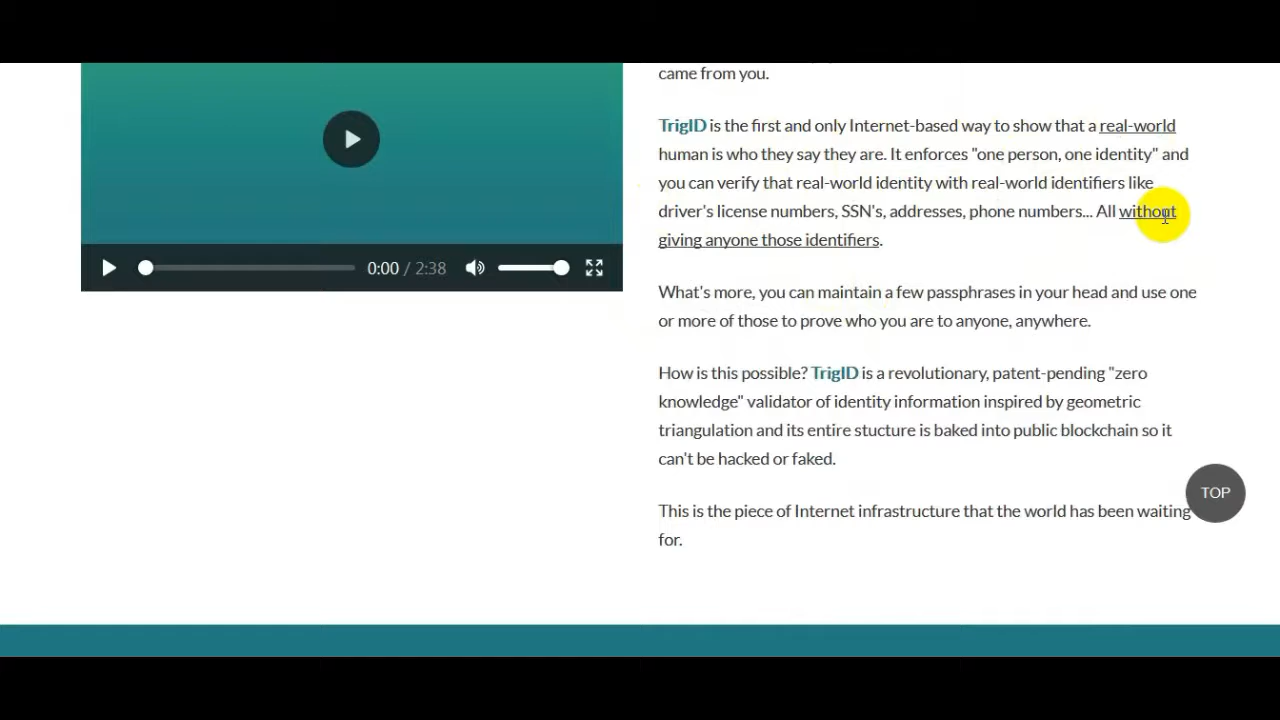 came from you.
TrigID is the first and only Internet-based way to show that a real-world
human is who they say they are. It enforces "one person, one identity" and
you can verify that real-world identity with real-world identifiers like
driver's license numbers, SSN's, addresses, phone numbers... All without
giving anyone those identifiers.
0:00 / 2:38
What's more, you can maintain a few passphrases in your head and use one
or more of those to prove who you are to anyone, anywhere.
How is this possible? TrigID is a revolutionary, patent-pending "zero
knowledge" validator of identity information inspired by geometric
triangulation and its entire stucture is baked into public blockchain so it
can't be hacked or faked.
TOP
This is the piece of Internet infrastructure that the world has been waiting
for.